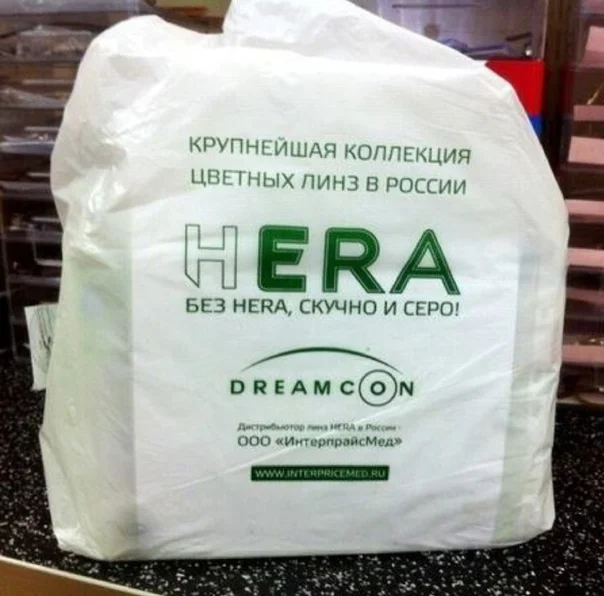 КРУПНЕЙШАЯ КОЛЛЕКЦИЯ
ЦВЕТНЫХ ЛИНЗ В РОССИИ
HERA
БЕЗ HERA, СКУЧНО И СЕРО!
DREAMCON
Дистрибьютор линз HERA в России -
ООО «ИнтерпрайсМед»
WWW.INTERPRICEMED.RU